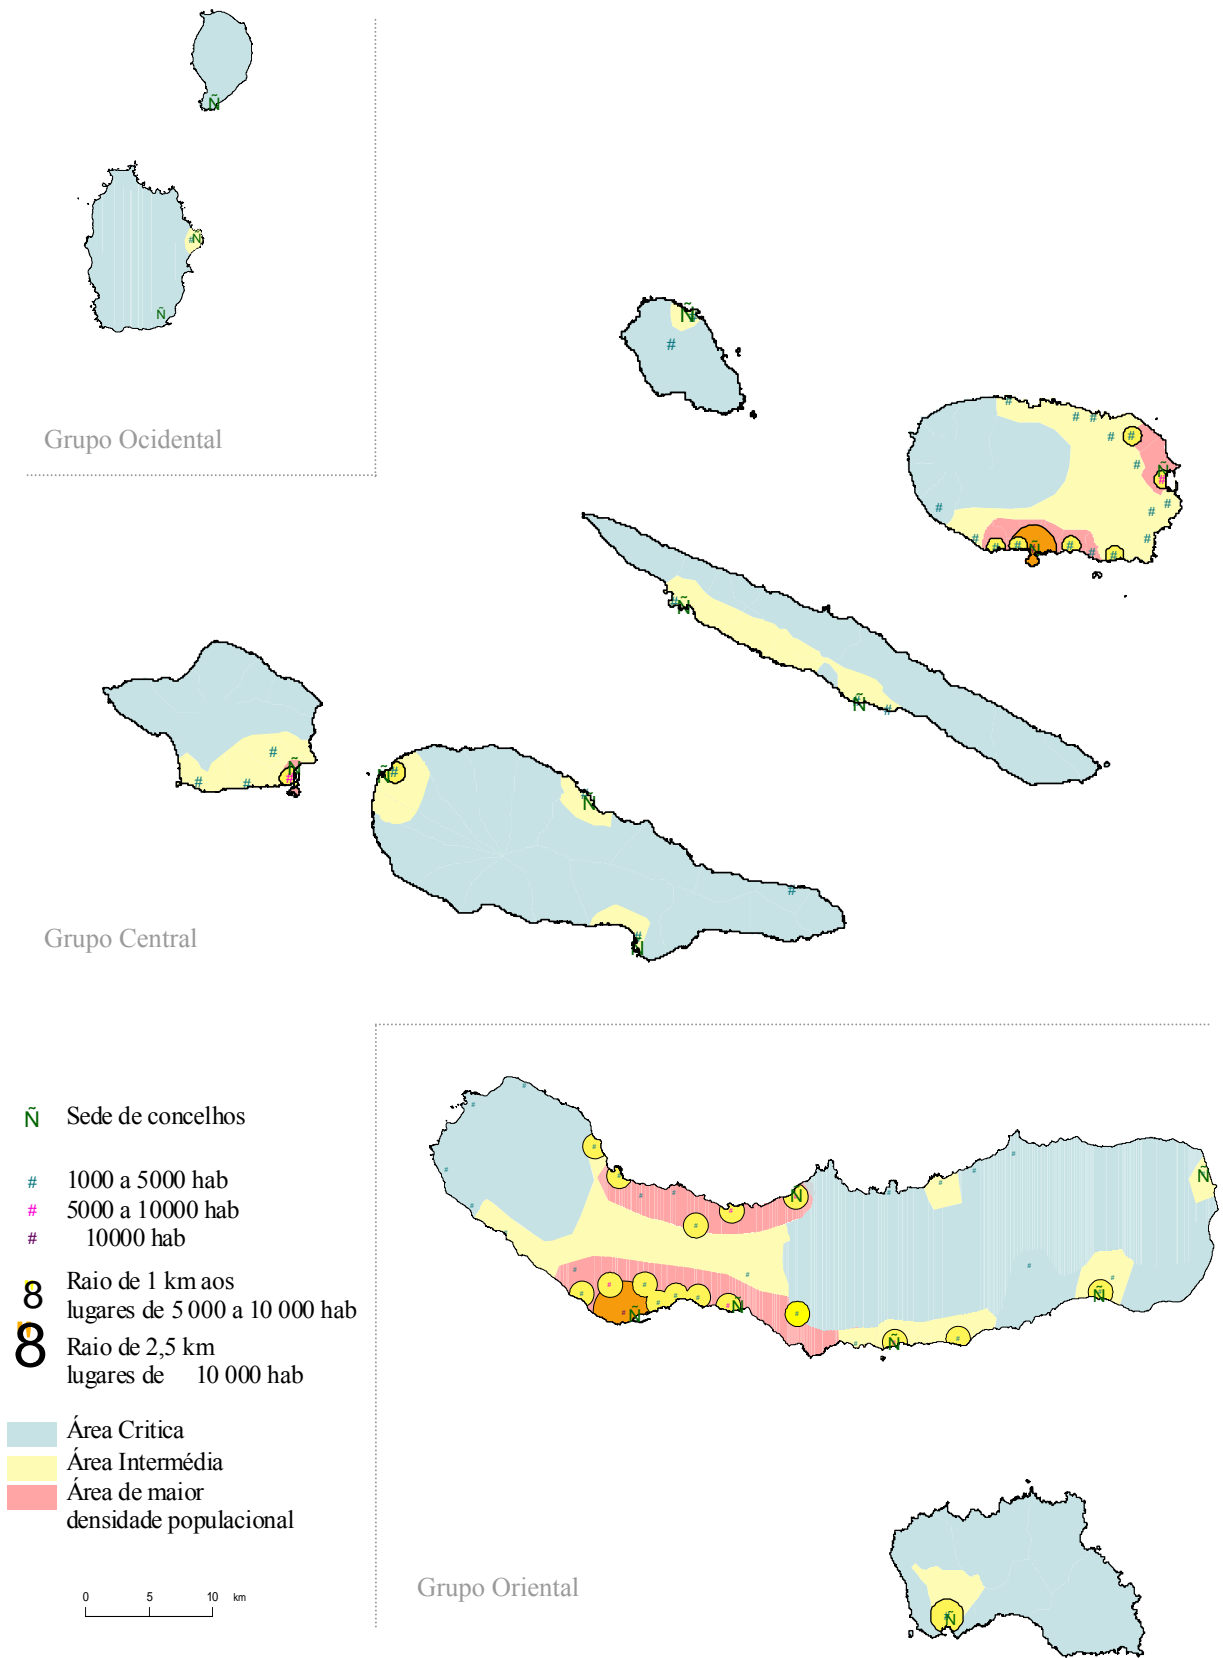 Grupo Ocidental
Grupo Central
Ñ Sede de concelhos
# 1000 a 5000 hab
# 5000 a 10000 hab
# 10000 hab
8 Raio de 1 km aos
lugares de 5 000 a 10 000 hab
8 Raio de 2,5 km
lugares de 10 000 hab
Área Critica
Área Intermédia
Área de maior
densidade populacional
0 5 10 km
Grupo Oriental